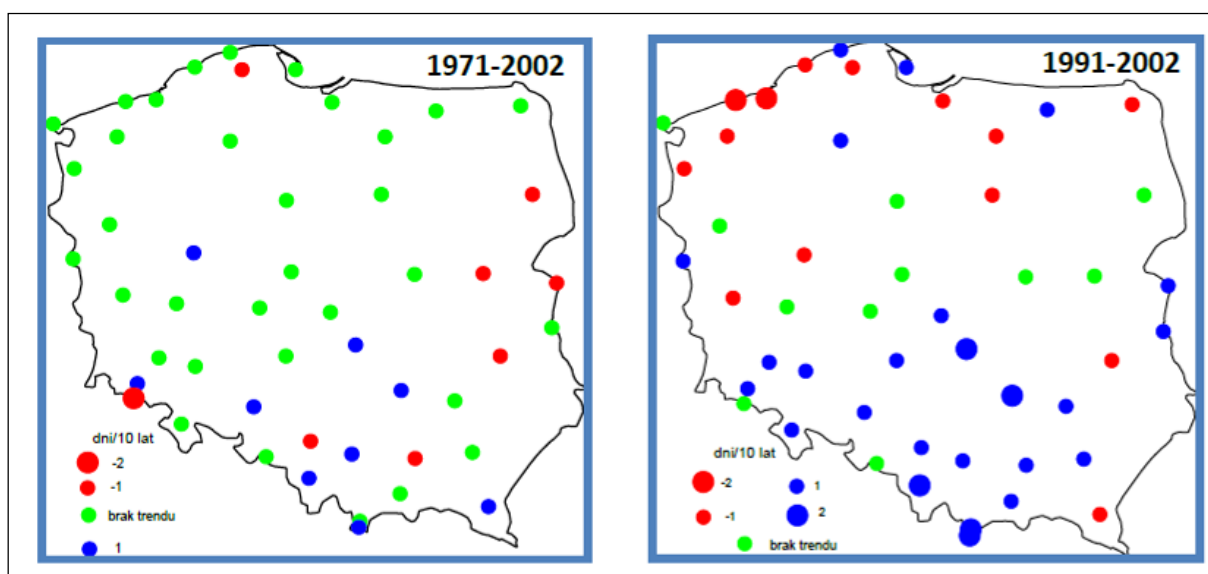 1971-2002
dni/10 lat
-2
-1
brak trendu
1
1991-2002
dni/10 lat
-2
1
-1
2
brak trendu